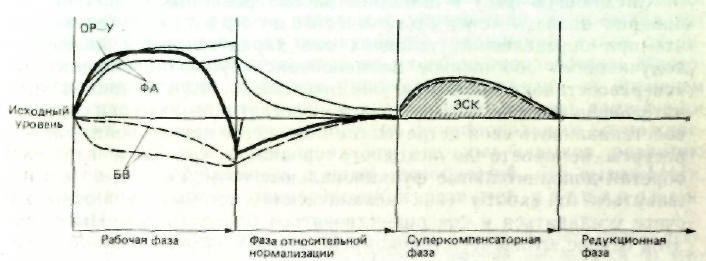 ОР–У
ФА
Исходный
уровень
БВ
ЭСК
Рабочая фаза
Фаза относительной
нормализации
Суперкомпенсаторная
фаза
Редукционная
фаза